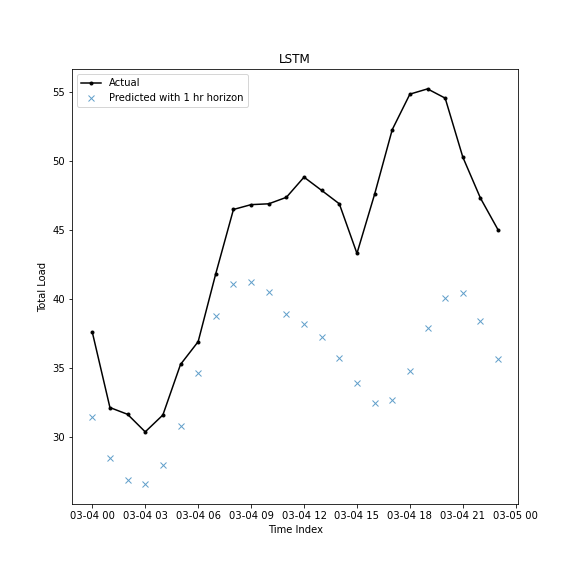 LSTM
Actual
Predicted with 1 hr horizon
55
50
45
40
35
30
Total Load
03-04 00 03-04 03 03-04 06 03-04 09 03-04 12 03-04 15 03-04 18 03-04 21 03-05 00
Time Index